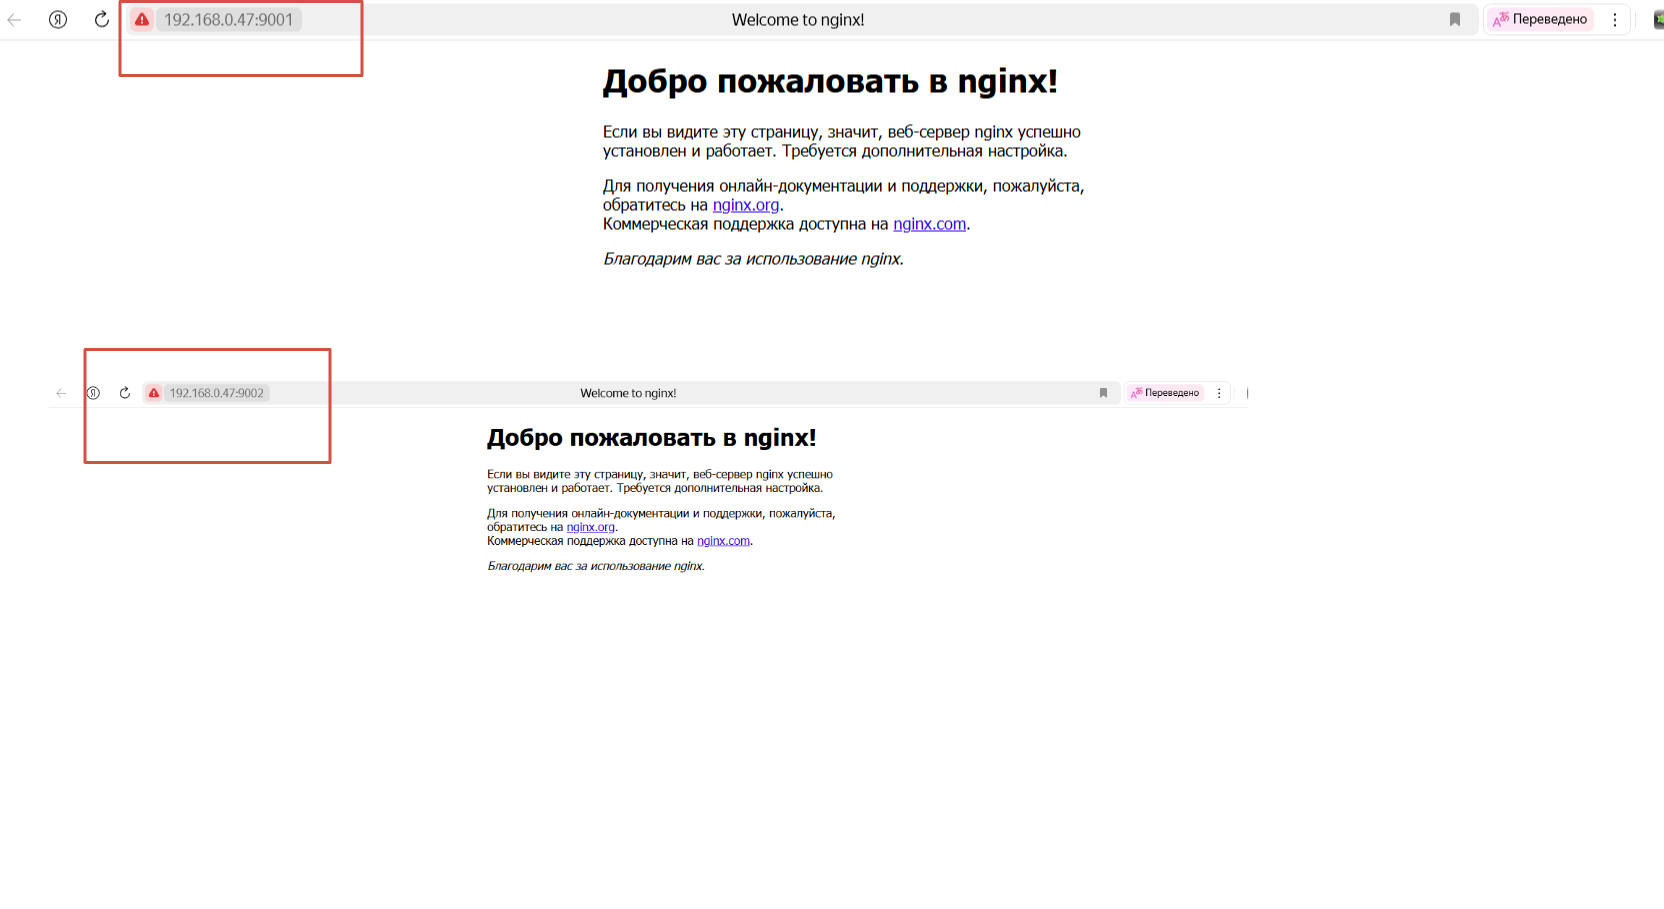 192.168.0.47:9001
Welcome to nginx!
Переведено
Добро пожаловать в nginx!
Если вы видите эту страницу, значит, веб-сервер nginx успешно
установлен и работает. Требуется дополнительная настройка.
Для получения онлайн-документации и поддержки, пожалуйста,
обратитесь на nginx.org.
Коммерческая поддержка доступна на nginx.com.
Благодарим вас за использование nginx.
192.168.0.47:9002
Welcome to nginx!
Переведено
Добро пожаловать в nginx!
Если вы видите эту страницу, значит, веб-сервер nginx успешно
установлен и работает. Требуется дополнительная настройка.
Для получения онлайн-документации и поддержки, пожалуйста,
обратитесь на nginx.org.
Коммерческая поддержка доступна на nginx.com.
Благодарим вас за использование nginx.